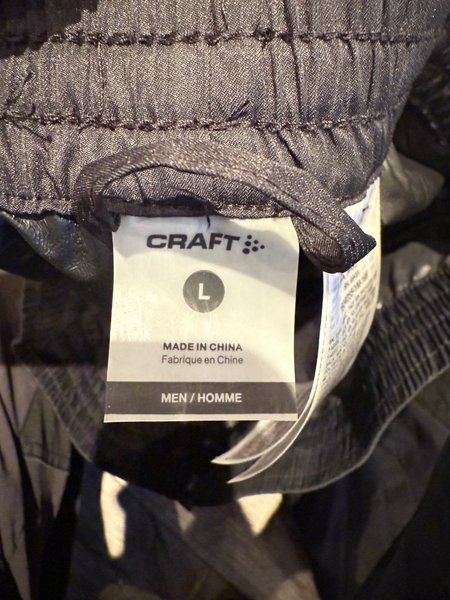 CRAFT
L
MADE IN CHINA
Fabrique en Chine
MEN / HOMME